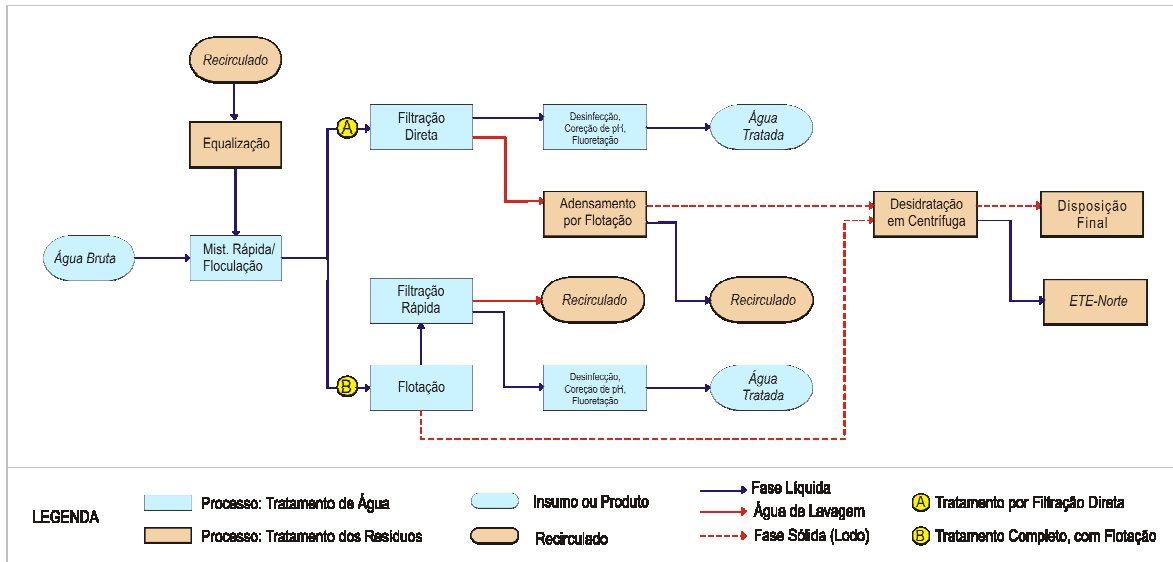 Recirculado
Equalização
Água Bruta
Mist. Rápida/
Floculação
A
Filtração
Direta
Desinfecção,
Coreção de pH,
Fluoretação
Água
Tratada
Adensamento
por Flotação
Desidratação
em Centrífuga
Disposição
Final
Filtração
Rápida
Recirculado
Recirculado
ETE-Norte
B
Flotação
Desinfecção,
Coreção de pH,
Fluoretação
Água
Tratada
LEGENDA
Processo: Tratamento de Água
Processo: Tratamento dos Resíduos
Insumo ou Produto
Recirculado
Fase Líquida
Água de Lavagem
Fase Sólida (Lodo)
A Tratamento por Filtração Direta
B Tratamento Completo, com Flotação